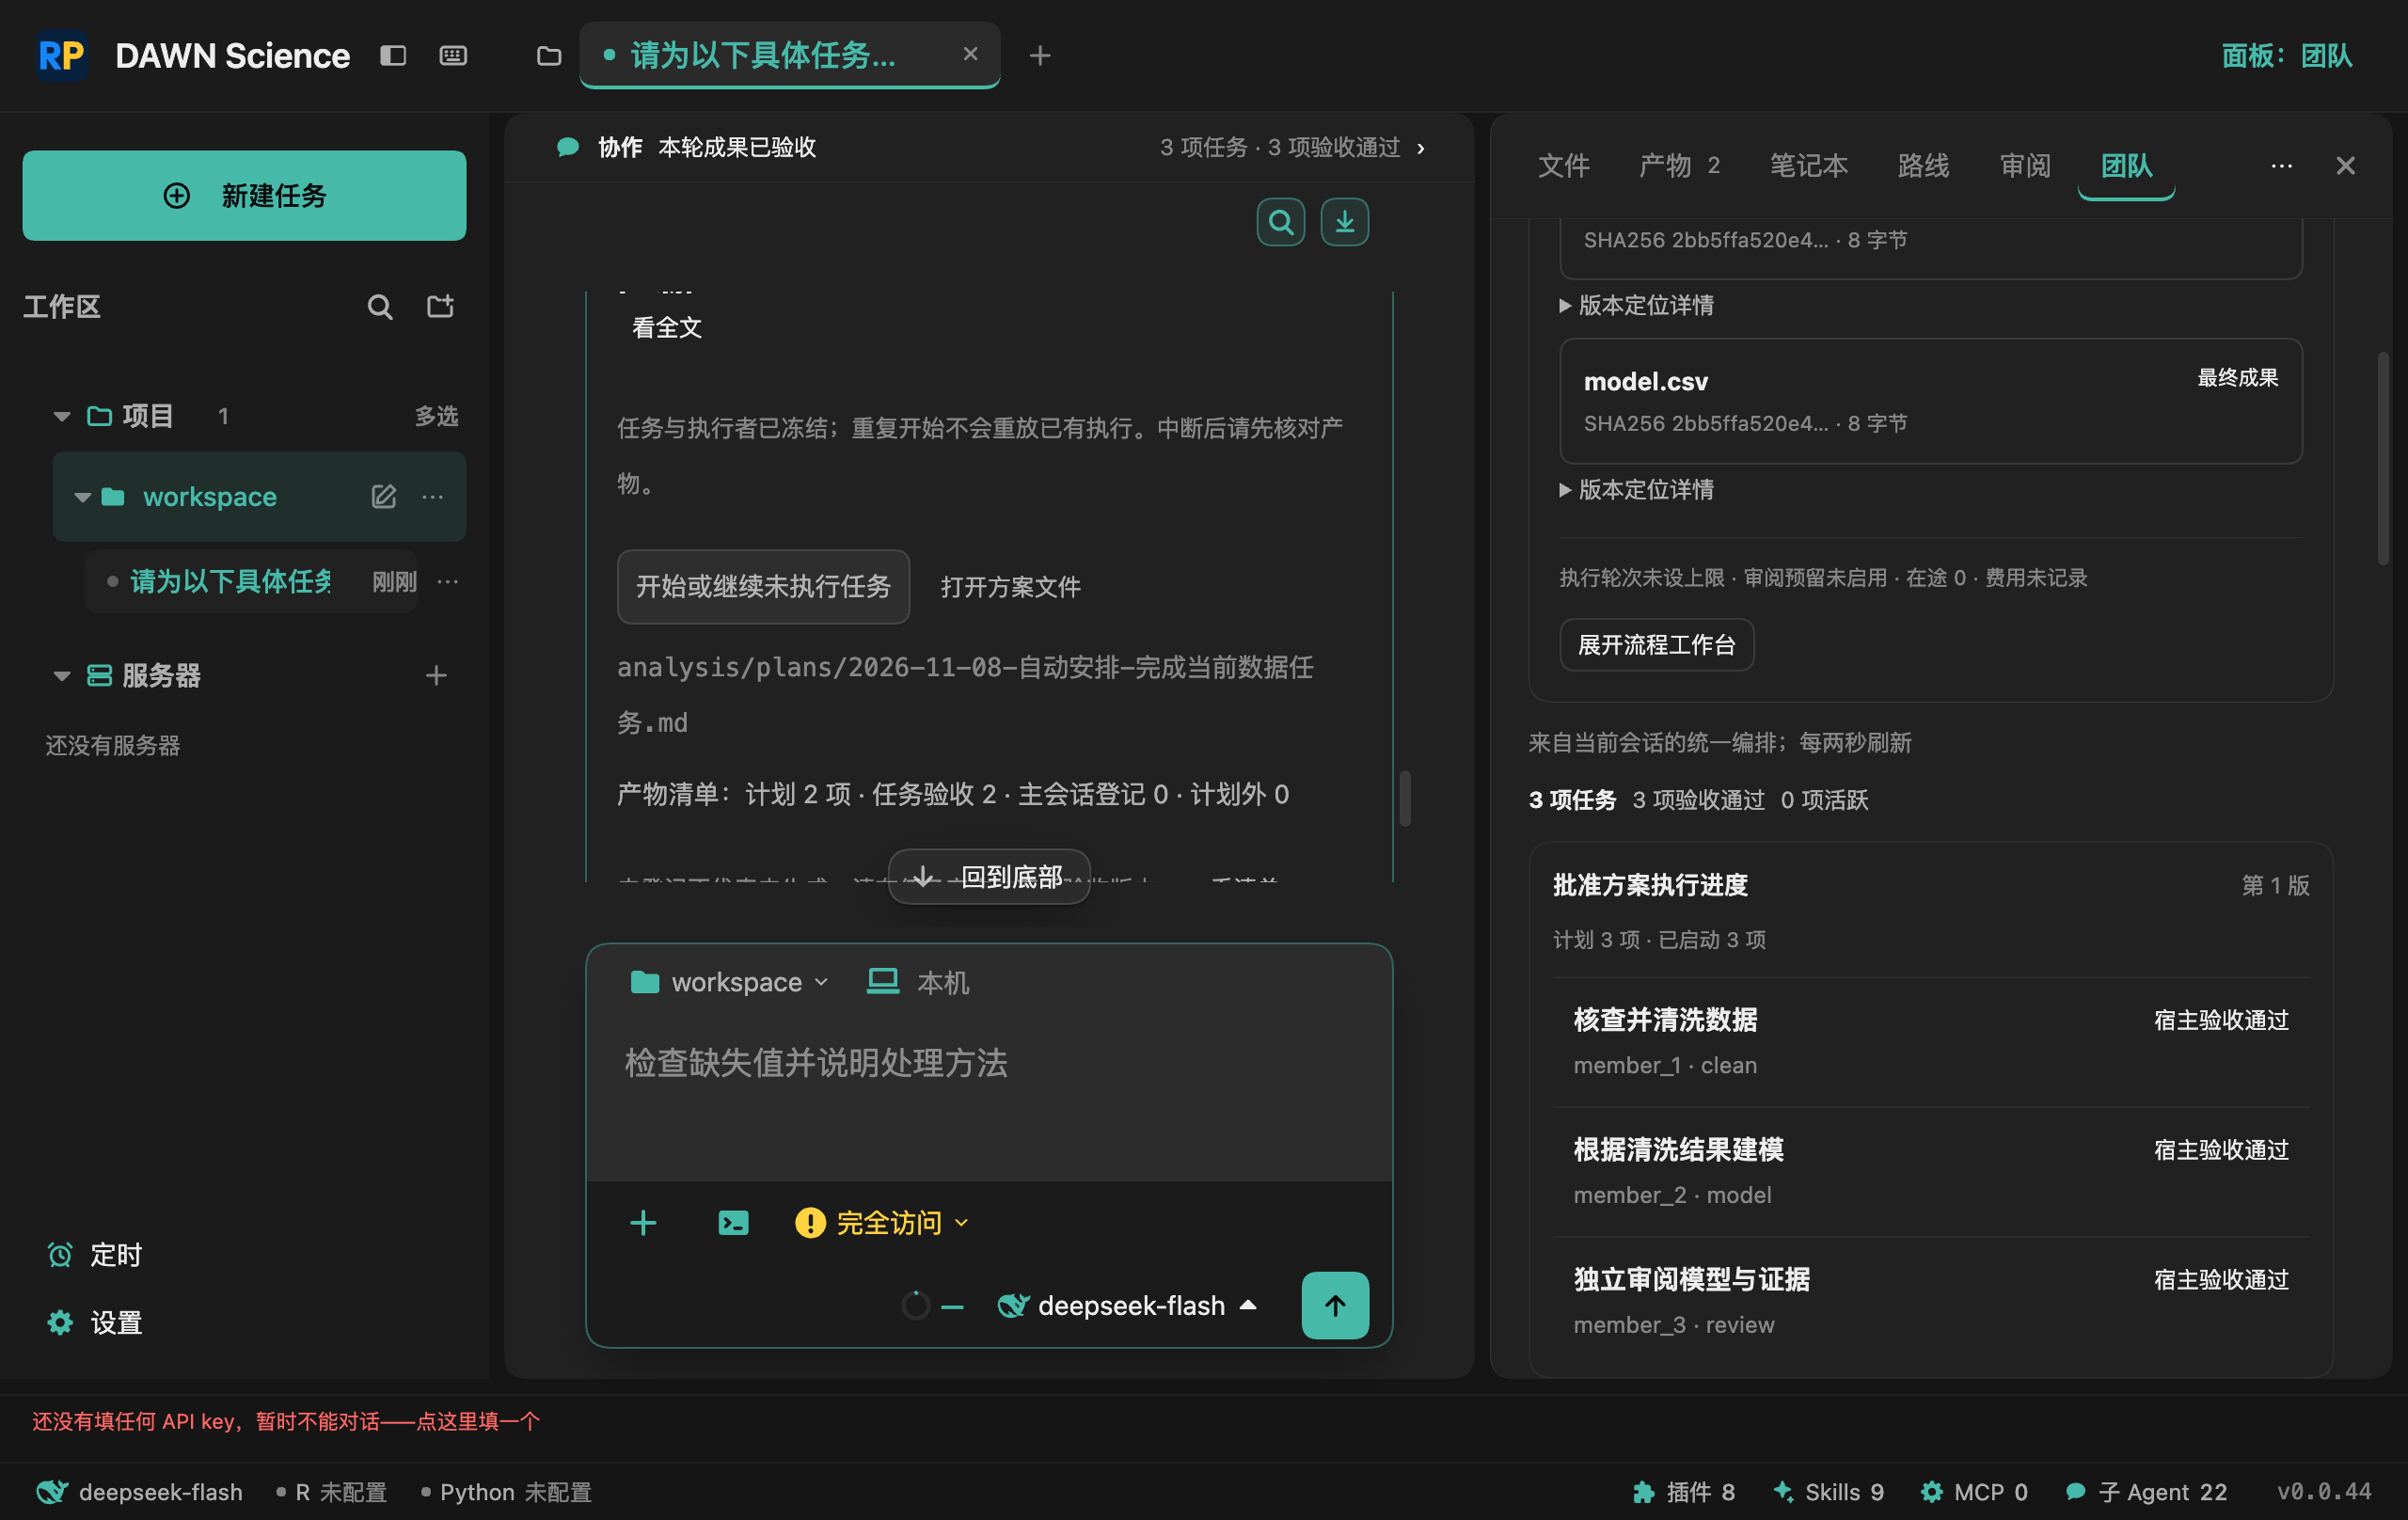 RP
DAWN Science
请为以下具体任务...
面板：团队
新建任务
工作区
项目 1 多选
workspace
请为以下具体任务 刚刚
服务器
还没有服务器
定时
设置
协作 本轮成果已验收
3 项任务 · 3 项验收通过 ›
看全文
任务与执行者已冻结；重复开始不会重放已有执行。中断后请先核对产
物。
开始或继续未执行任务 打开方案文件
analysis/plans/2026-11-08-自动安排-完成当前数据任
务.md
产物清单：计划 2 项 · 任务验收 2 · 主会话登记 0 · 计划外 0
回到底部
workspace 本机
检查缺失值并说明处理方法
完全访问
deepseek-flash
文件 产物 2 笔记本 路线 审阅 团队
SHA256 2bb5ffa520e4... · 8 字节
版本定位详情
model.csv 最终成果
SHA256 2bb5ffa520e4... · 8 字节
版本定位详情
执行轮次未设上限 · 审阅预留未启用 · 在途 0 · 费用未记录
展开流程工作台
来自当前会话的统一编排；每两秒刷新
3 项任务 3 项验收通过 0 项活跃
批准方案执行进度 第 1 版
计划 3 项 · 已启动 3 项
核查并清洗数据 宿主验收通过
member_1 · clean
根据清洗结果建模 宿主验收通过
member_2 · model
独立审阅模型与证据 宿主验收通过
member_3 · review
还没有填任何 API key，暂时不能对话——点这里填一个
deepseek-flash R 未配置 Python 未配置
插件 8 Skills 9 MCP 0 子 Agent 22 v0.0.44